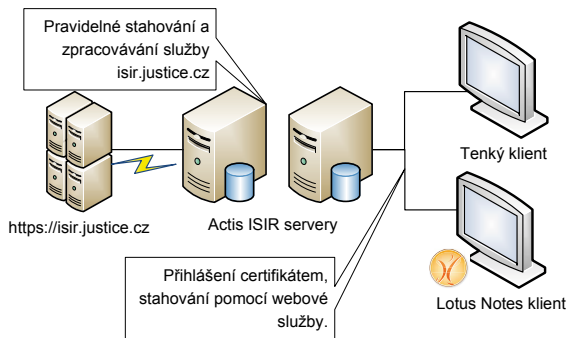 Pravidelné stahování a
zpracovávání služby
isir.justice.cz
Tenký klient
https://isir.justice.cz
Actis ISIR servery
Přihlášení certifikátem,
stahování pomocí webové
služby.
Lotus Notes klient